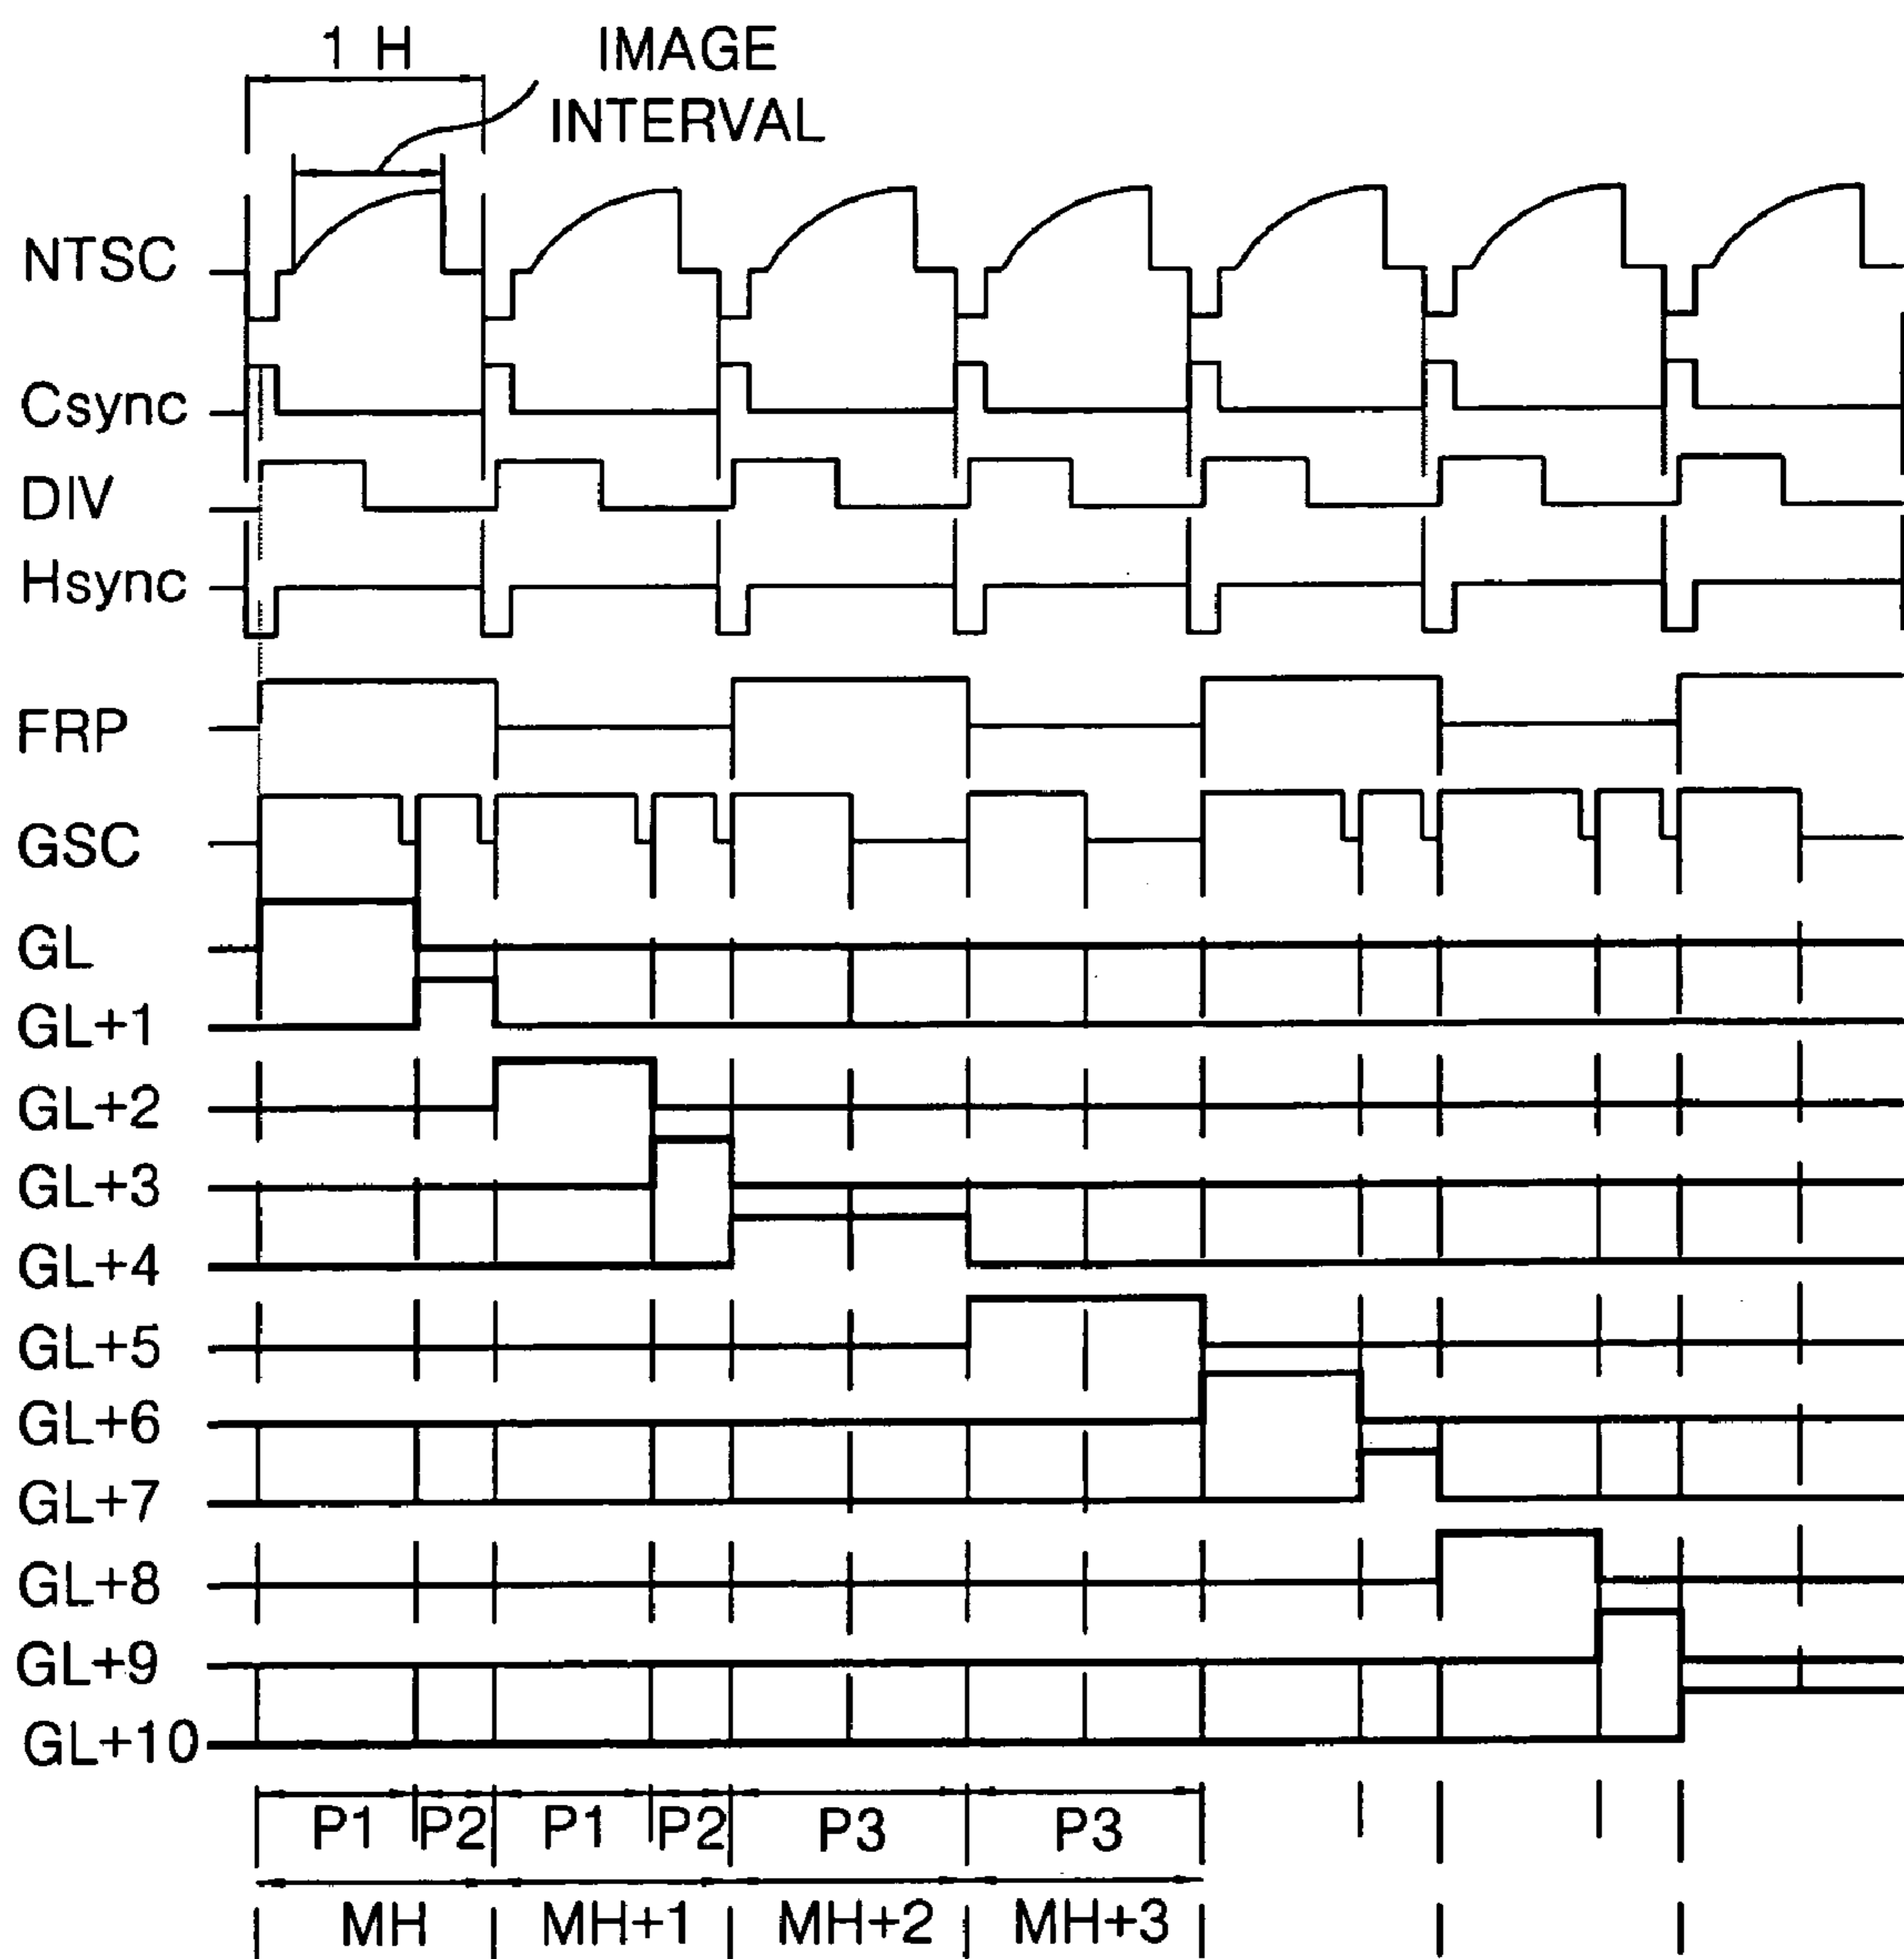 1 H
IMAGE
INTERVAL
NTSC
Csync
DIV
Hsync
FRP
GSC
GL
GL+1
GL+2
GL+3
GL+4
GL+5
GL+6
GL+7
GL+8
GL+9
GL+10
P1 P2 P1 P2 P3 P3
MH MH+1 MH+2 MH+3